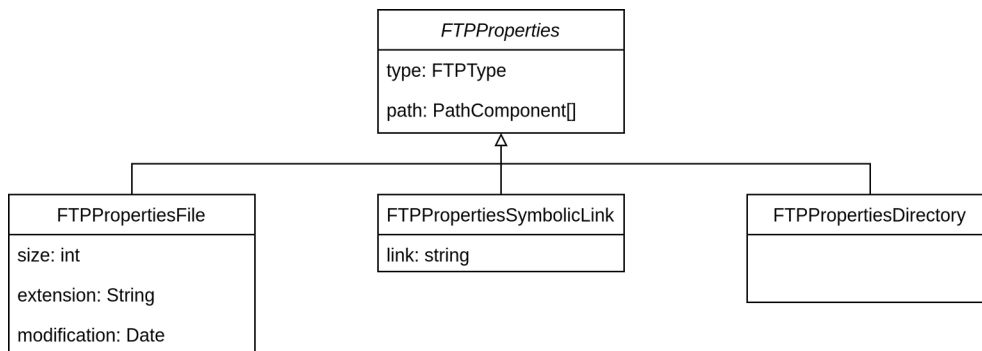 FTPProperties
type: FTPType
path: PathComponent[]
FTPPropertiesFile
size: int
extension: String
modification: Date
FTPPropertiesSymbolicLink
link: string
FTPPropertiesDirectory